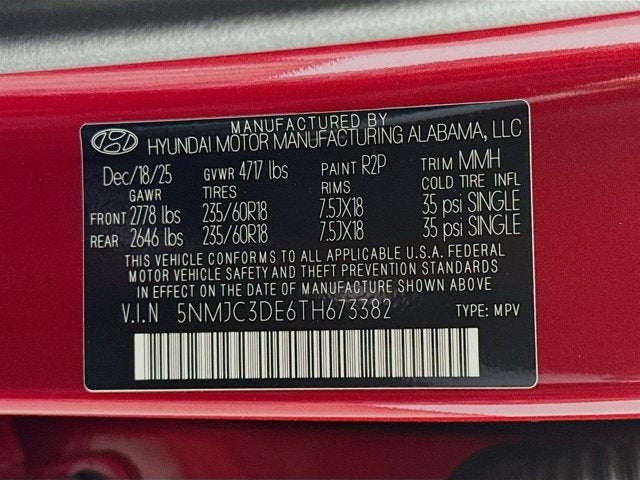 MANUFACTURED BY
HYUNDAI MOTOR MANUFACTURING ALABAMA, LLC
Dec/18/25 GVWR 4717 lbs PAINT R2P TRIM MMH
GAWR TIRES RIMS COLD TIRE INFL
FRONT 2778 lbs 235/60R18 7.5JX18 35 psi SINGLE
REAR 2646 lbs 235/60R18 7.5JX18 35 psi SINGLE
THIS VEHICLE CONFORMS TO ALL APPLICABLE U.S.A. FEDERAL
MOTOR VEHICLE SAFETY AND THEFT PREVENTION STANDARDS
IN EFFECT ON THE DATE OF MANUFACTURE SHOWN ABOVE.
V.I.N 5NMJC3DE6TH673382 TYPE: MPV